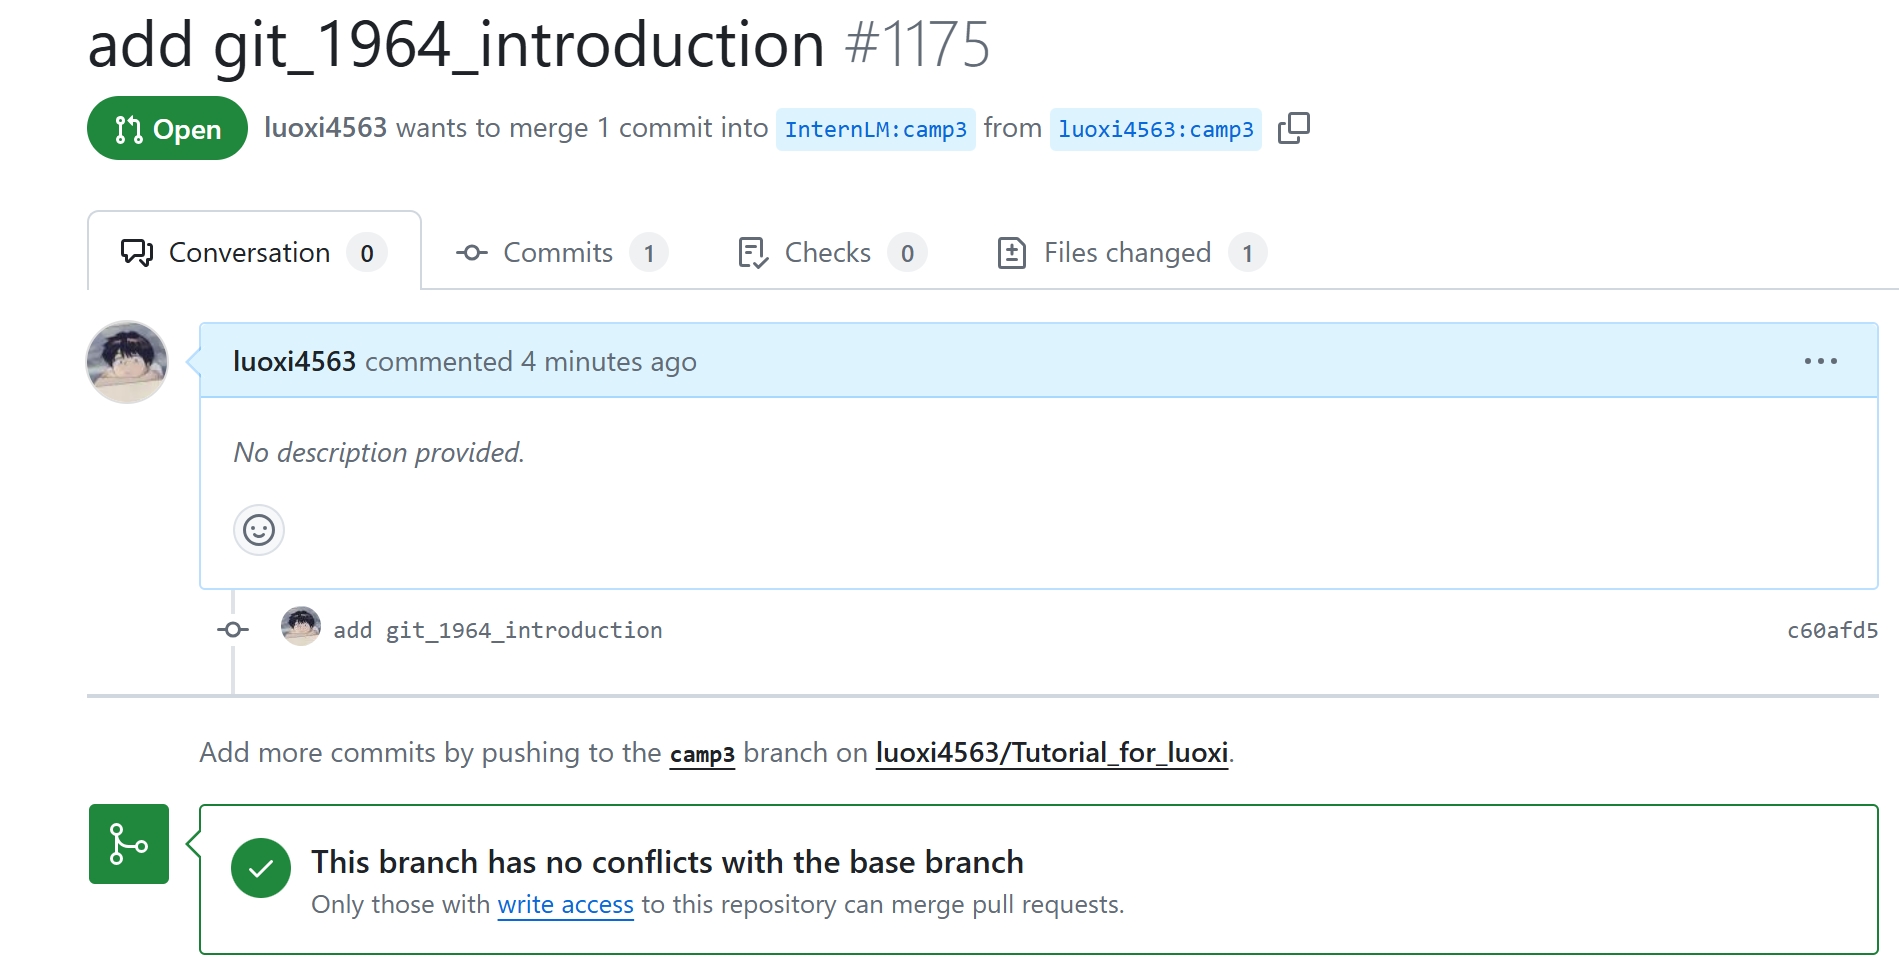 add git_1964_introduction #1175
Open luoxi4563 wants to merge 1 commit into InternLM:camp3 from luoxi4563:camp3
Conversation 0 Commits 1 Checks 0 Files changed 1
luoxi4563 commented 4 minutes ago
No description provided.
add git_1964_introduction c60afd5
Add more commits by pushing to the camp3 branch on luoxi4563/Tutorial_for_luoxi.
This branch has no conflicts with the base branch
Only those with write access to this repository can merge pull requests.